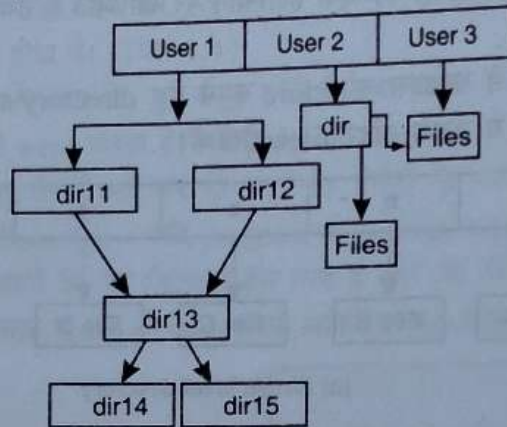 User 1 User 2 User 3
dir Files
dir11 dir12
Files
dir13
dir14 dir15